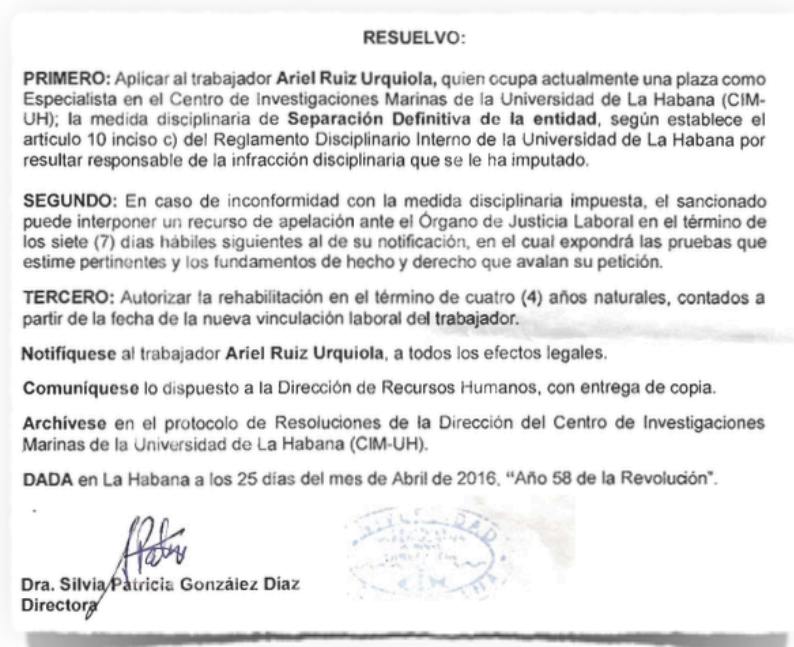 RESUELVO:
PRIMERO: Aplicar al trabajador Ariel Ruiz Urquiola, quien ocupa actualmente una plaza como
Especialista en el Centro de Investigaciones Marinas de la Universidad de La Habana (CIM-
UH); la medida disciplinaria de Separación Definitiva de la entidad, según establece el
artículo 10 inciso c) del Reglamento Disciplinario Interno de la Universidad de La Habana por
resultar responsable de la infracción disciplinaria que se le ha imputado.
SEGUNDO: En caso de inconformidad con la medida disciplinaria impuesta, el sancionado
puede interponer un recurso de apelación ante el Órgano de Justicia Laboral en el término de
los siete (7) días hábiles siguientes al de su notificación, en el cual expondrá las pruebas que
estime pertinentes y los fundamentos de hecho y derecho que avalan su petición.
TERCERO: Autorizar la rehabilitación en el término de cuatro (4) años naturales, contados a
partir de la fecha de la nueva vinculación laboral del trabajador.
Notifíquese al trabajador Ariel Ruiz Urquiola, a todos los efectos legales.
Comuníquese lo dispuesto a la Dirección de Recursos Humanos, con entrega de copia.
Archívese en el protocolo de Resoluciones de la Dirección del Centro de Investigaciones
Marinas de la Universidad de La Habana (CIM-UH).
DADA en La Habana a los 25 días del mes de Abril de 2016, "Año 58 de la Revolución".
Dra. Silvia Patricia González Díaz
Directora